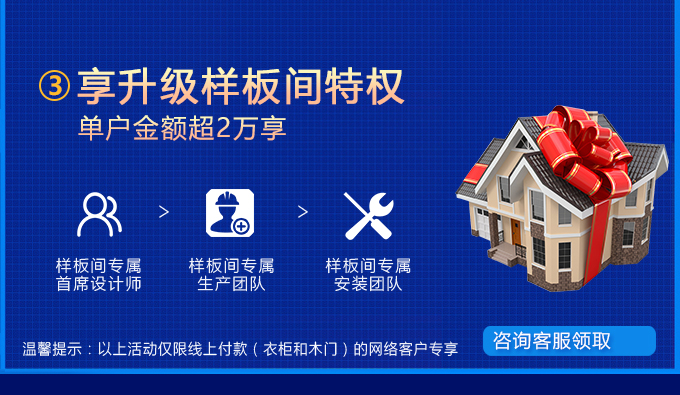 ③享升级样板间特权
单户金额超2万享
样板间专属 > 样板间专属 > 样板间专属
首席设计师 生产团队 安装团队
温馨提示：以上活动仅限线上付款（衣柜和木门）的网络客户专享
咨询客服领取